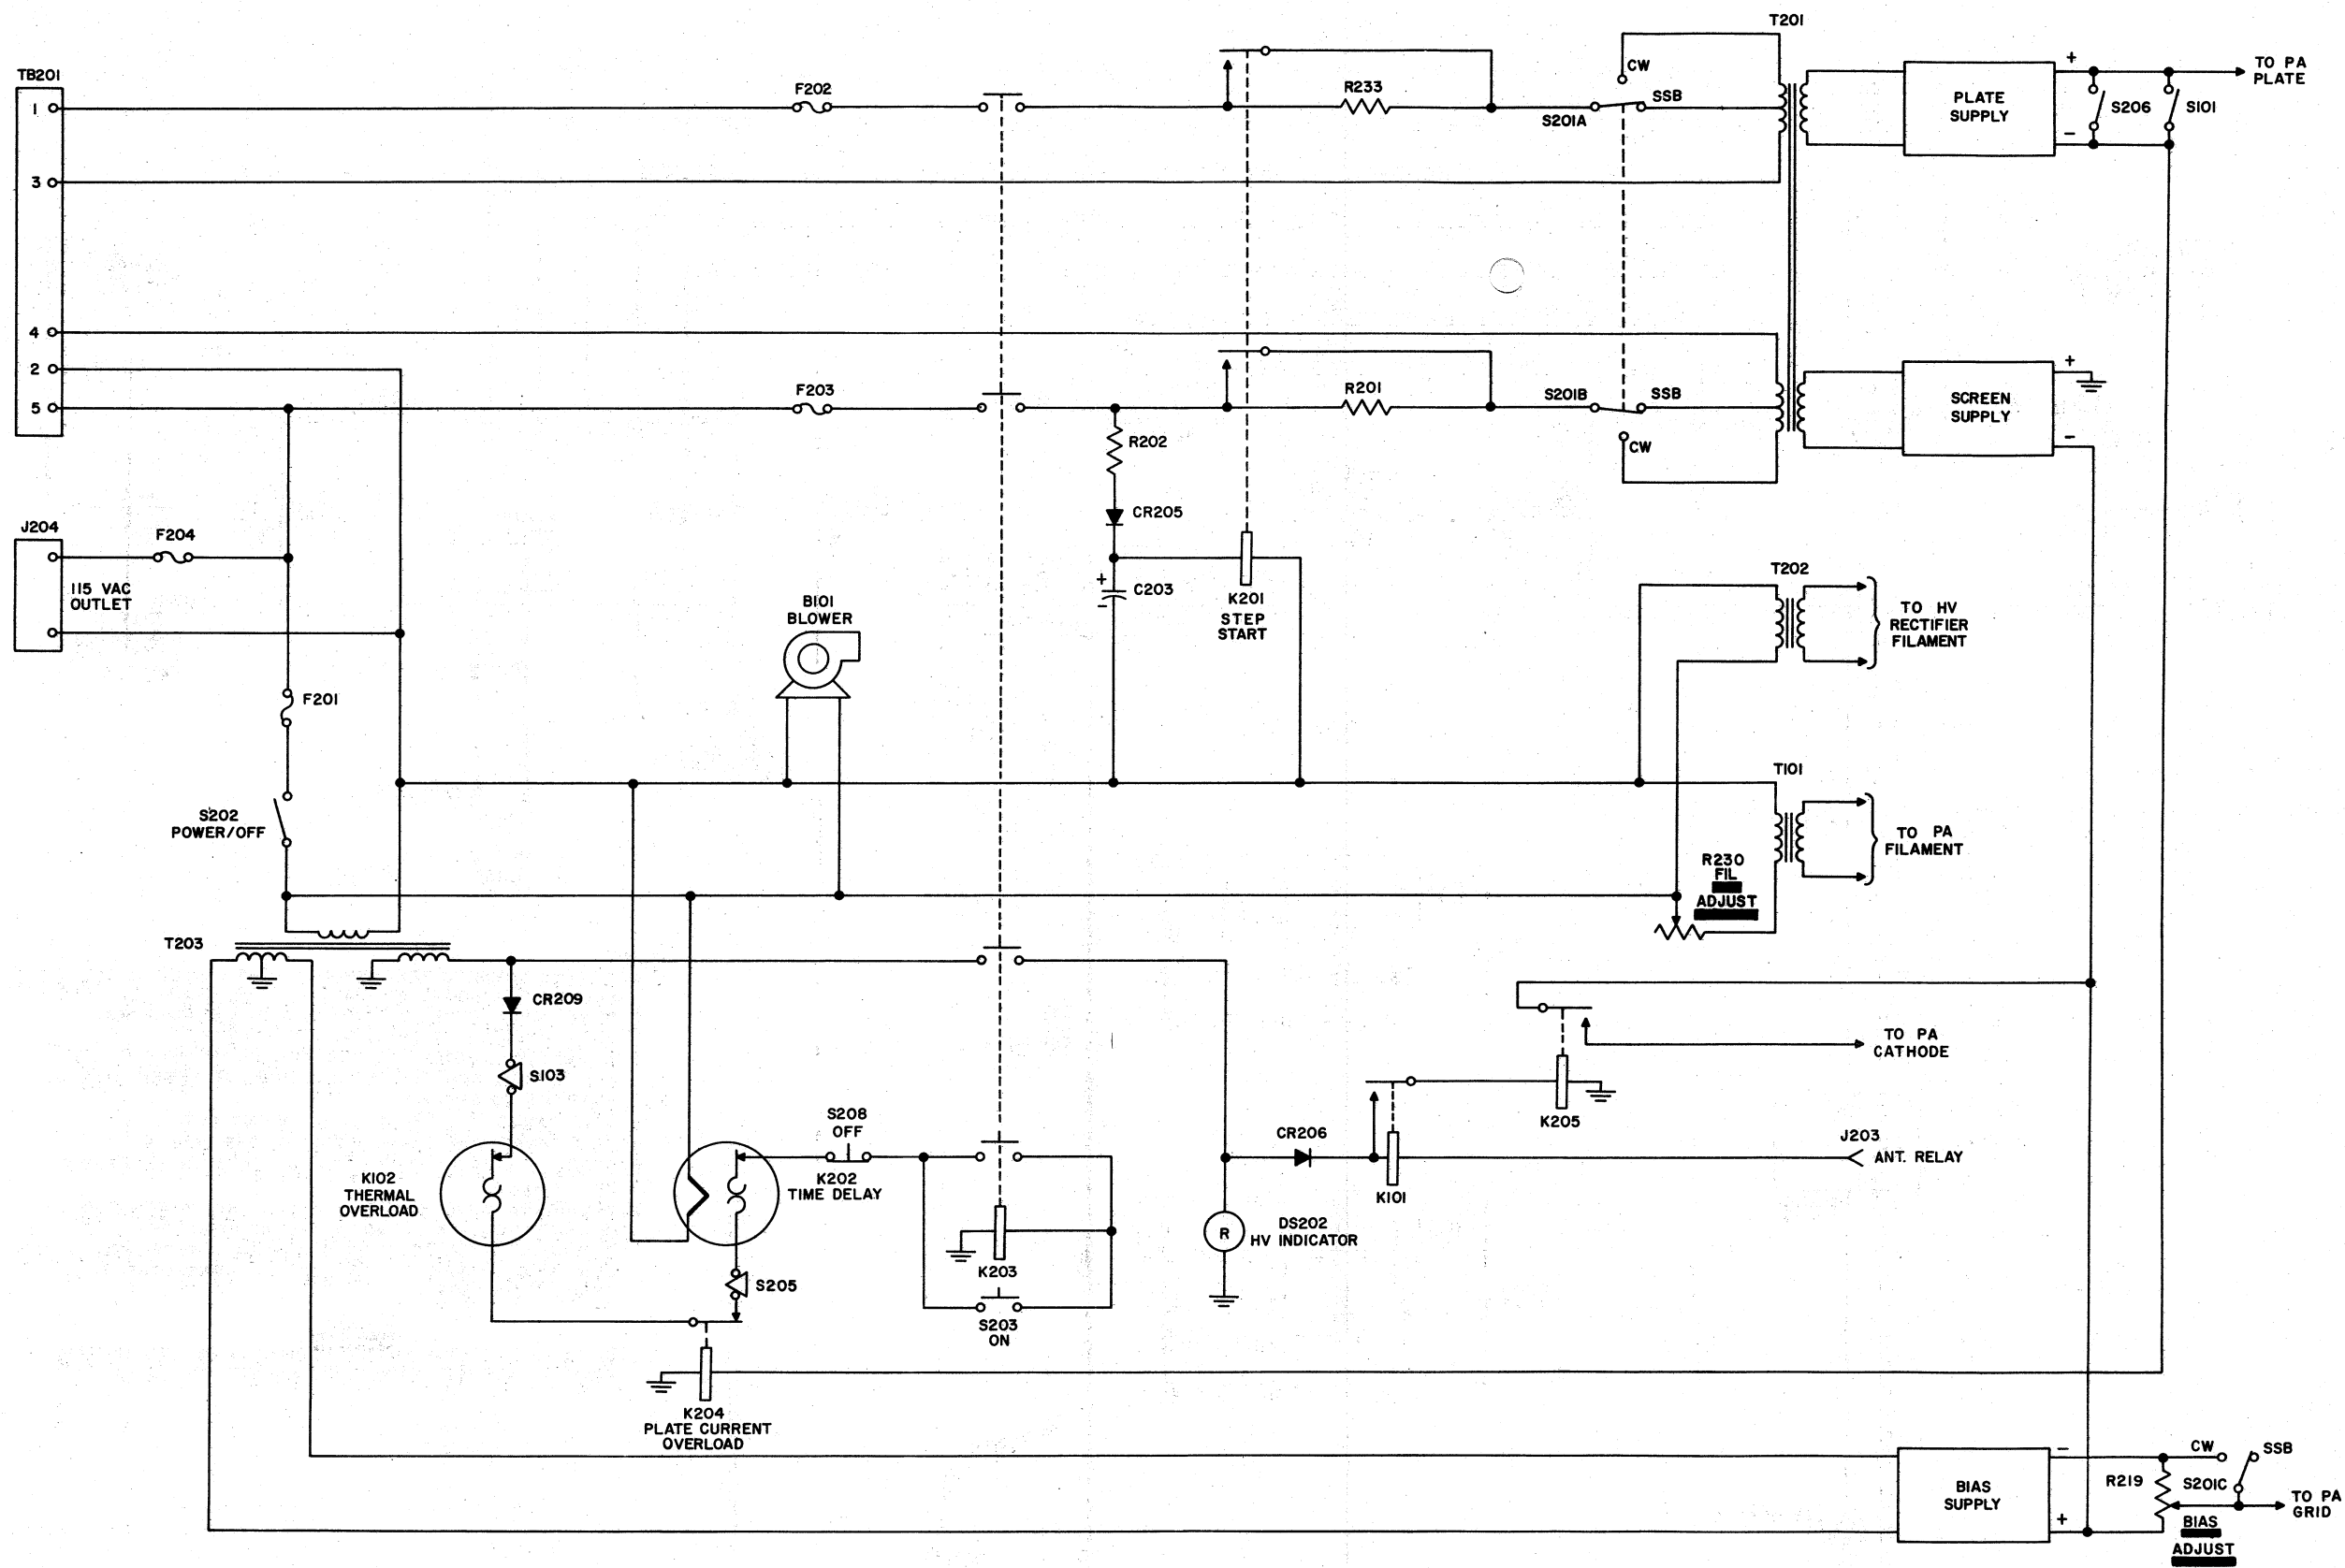 T201
TB201
1
F202
R233
CW
SSB
S201A
PLATE
SUPPLY
+
-
S206
S101
TO PA
PLATE
3
4
2
5
F203
R201
S201B
SSB
CW
SCREEN
SUPPLY
+
-
R202
CR205
+
-
C203
K201
STEP
START
J204
F204
115 VAC
OUTLET
B101
BLOWER
T202
TO HV
RECTIFIER
FILAMENT
F201
S202
POWER/OFF
T101
TO PA
FILAMENT
R230
FIL
ADJUST
T203
CR209
S103
TO PA
CATHODE
K205
S208
OFF
K202
TIME DELAY
K102
THERMAL
OVERLOAD
CR206
K101
J203
ANT. RELAY
R
DS202
HV INDICATOR
K203
S205
S203
ON
K204
PLATE CURRENT
OVERLOAD
BIAS
SUPPLY
-
+
CW
SSB
R219
S201C
TO PA
GRID
BIAS
ADJUST